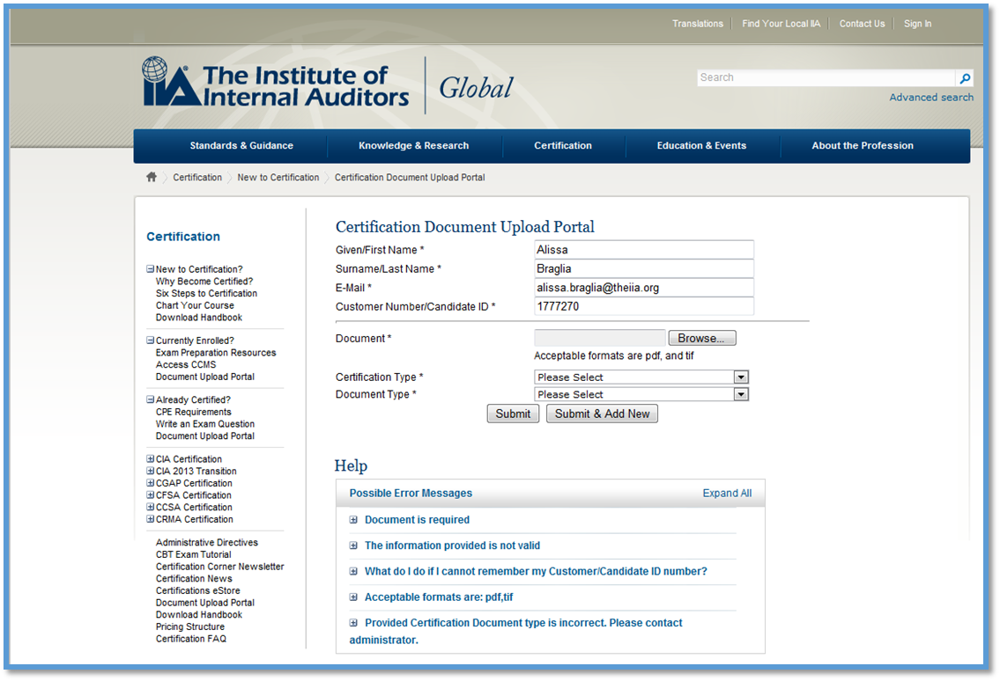 Translations
Find Your Local IIA
Contact Us
Sign In
IIA®
The Institute of
Internal Auditors
Global
Search
Advanced search
Standards & Guidance
Knowledge & Research
Certification
Education & Events
About the Profession
Certification
New to Certification
Certification Document Upload Portal
Certification
New to Certification?
Why Become Certified?
Six Steps to Certification
Chart Your Course
Download Handbook
Currently Enrolled?
Exam Preparation Resources
Access CCMS
Document Upload Portal
Already Certified?
CPE Requirements
Write an Exam Question
Document Upload Portal
CIA Certification
CIA 2013 Transition
CGAP Certification
CFSA Certification
CCSA Certification
CRMA Certification
Administrative Directives
CBT Exam Tutorial
Certification Corner Newsletter
Certification News
Certifications eStore
Document Upload Portal
Download Handbook
Pricing Structure
Certification FAQ
Certification Document Upload Portal
Given/First Name * Alissa
Surname/Last Name * Braglia
E-Mail * alissa.braglia@theiia.org
Customer Number/Candidate ID * 1777270
Document * Browse...
Acceptable formats are pdf, and tif
Certification Type * Please Select
Document Type * Please Select
Submit Submit & Add New
Help
Possible Error Messages Expand All
Document is required
The information provided is not valid
What do I do if I cannot remember my Customer/Candidate ID number?
Acceptable formats are: pdf,tif
Provided Certification Document type is incorrect. Please contact
administrator.